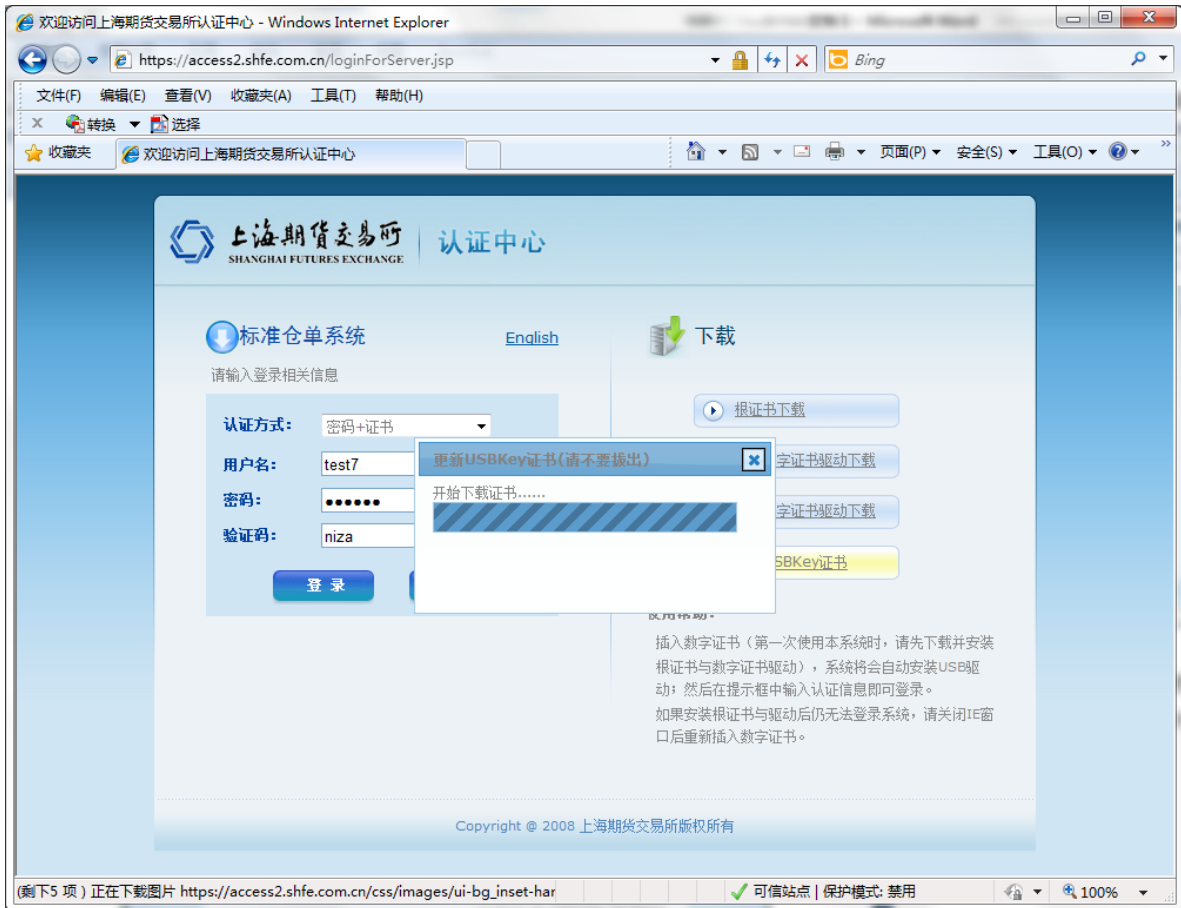 欢迎访问上海期货交易所认证中心 - Windows Internet Explorer
https://access2.shfe.com.cn/loginForServer.jsp
Bing
文件(F) 编辑(E) 查看(V) 收藏夹(A) 工具(T) 帮助(H)
x 转换 选择
收藏夹 欢迎访问上海期货交易所认证中心 页面(P) 安全(S) 工具(O)
上海期货交易所
SHANGHAI FUTURES EXCHANGE
认证中心
标准仓单系统 English
请输入登录相关信息
认证方式： 密码+证书
用户名： test7
密码： ●●●●●●
验证码： niza
登 录
更新USBKey证书(请不要拔出)
开始下载证书......
下载
根证书下载
字证书驱动下载
字证书驱动下载
SBKey证书
使用帮助：
插入数字证书（第一次使用本系统时，请先下载并安装
根证书与数字证书驱动），系统将会自动安装USB驱
动；然后在提示框中输入认证信息即可登录。
如果安装根证书与驱动后仍无法登录系统，请关闭IE窗
口后重新插入数字证书。
Copyright @ 2008 上海期货交易所版权所有
(剩下5 项 ) 正在下载图片 https://access2.shfe.com.cn/css/images/ui-bg_inset-har
可信站点 | 保护模式: 禁用
100%